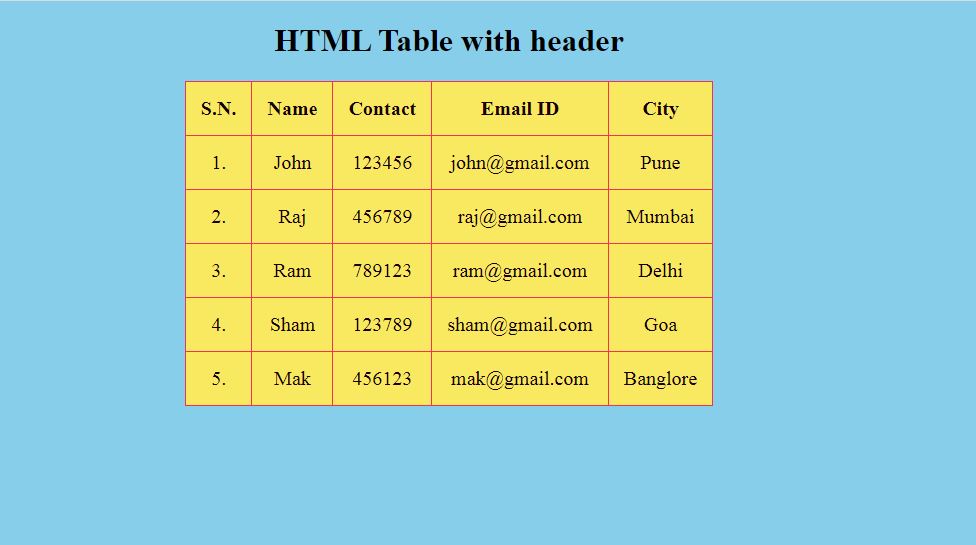 HTML Table with header
S.N. Name Contact Email ID City
1. John 123456 john@gmail.com Pune
2. Raj 456789 raj@gmail.com Mumbai
3. Ram 789123 ram@gmail.com Delhi
4. Sham 123789 sham@gmail.com Goa
5. Mak 456123 mak@gmail.com Banglore